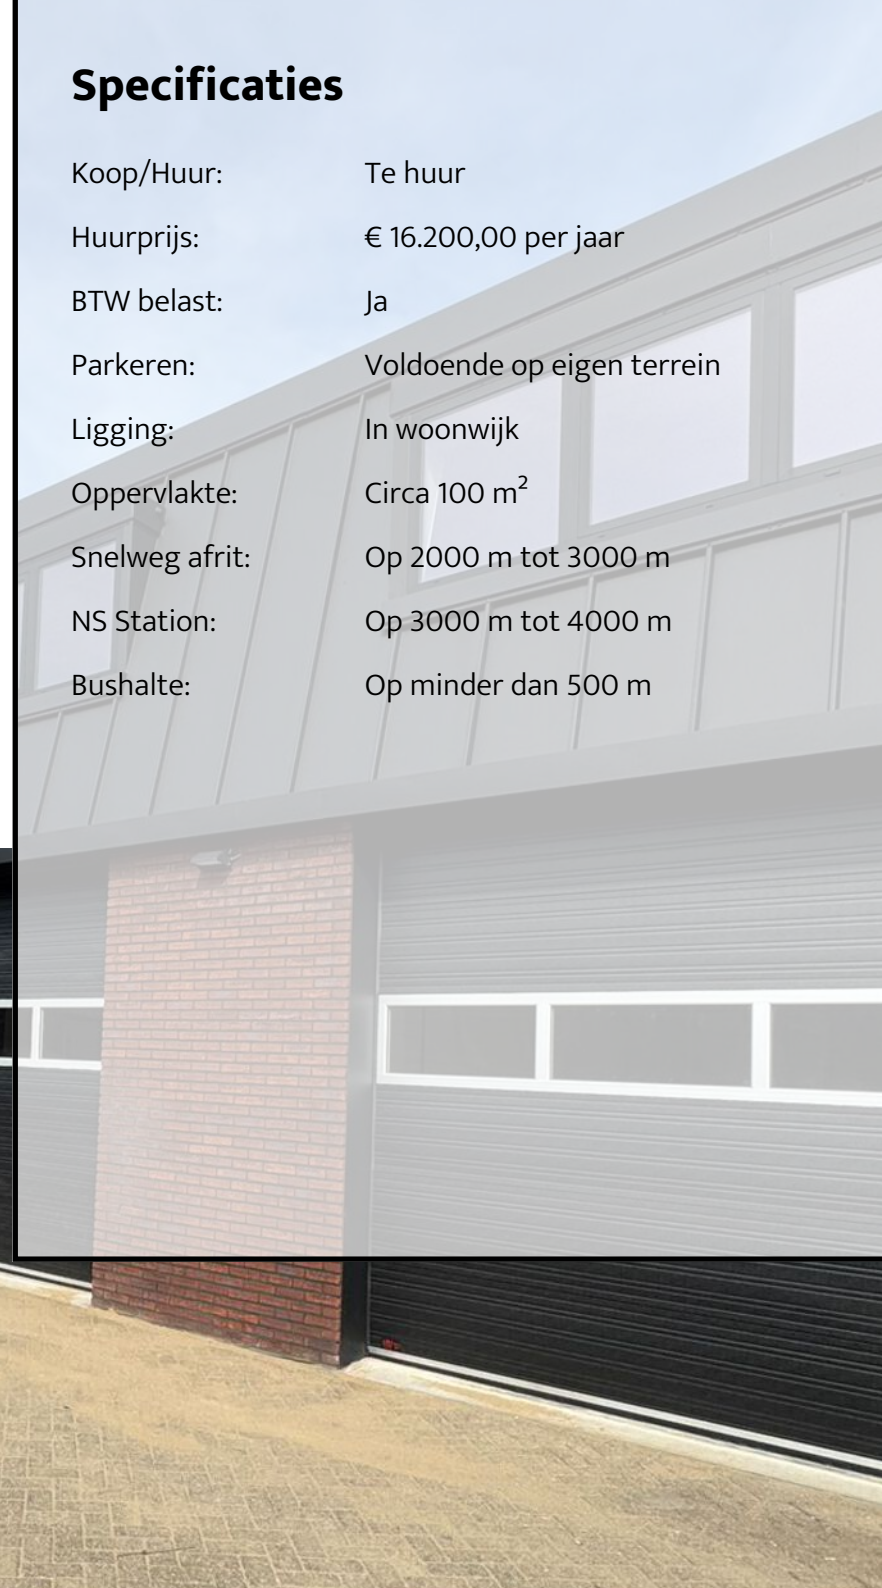 Specificaties
Koop/Huur: Te huur
Huurprijs: € 16.200,00 per jaar
BTW belast: Ja
Parkeren: Voldoende op eigen terrein
Ligging: In woonwijk
Oppervlakte: Circa 100 m²
Snelweg afrit: Op 2000 m tot 3000 m
NS Station: Op 3000 m tot 4000 m
Bushalte: Op minder dan 500 m